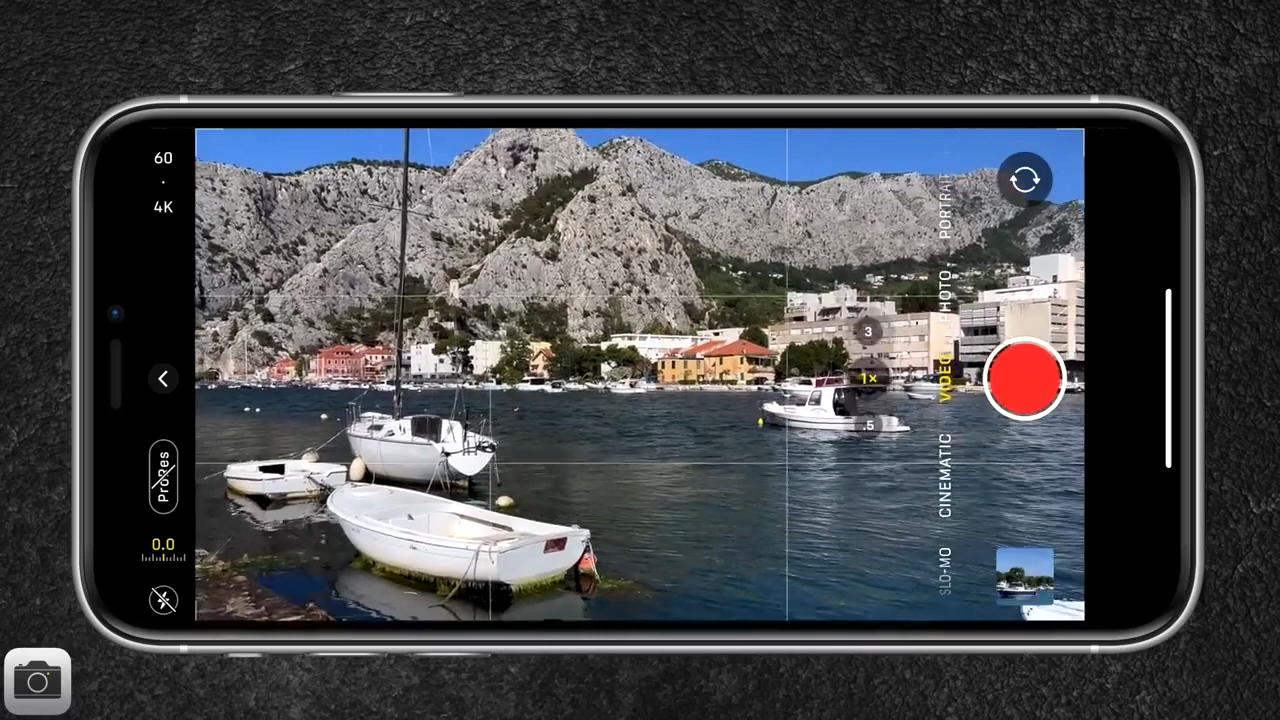 60
·
4K
ProRes
0.0
3
1×
.5
PORTRAIT
PHOTO
VIDEO
CINEMATIC
SLO-MO